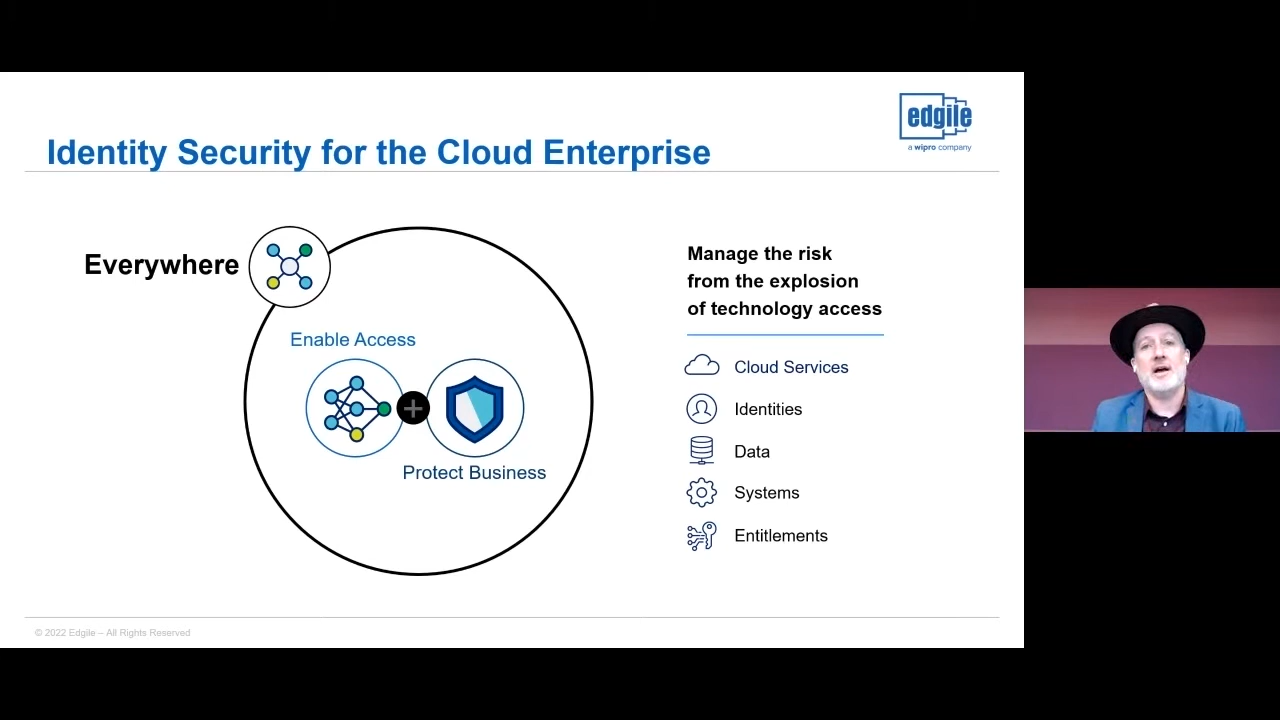 edgile
a wipro company
Identity Security for the Cloud Enterprise
Everywhere
Enable Access
Protect Business
Manage the risk
from the explosion
of technology access
Cloud Services
Identities
Data
Systems
Entitlements
© 2022 Edgile – All Rights Reserved